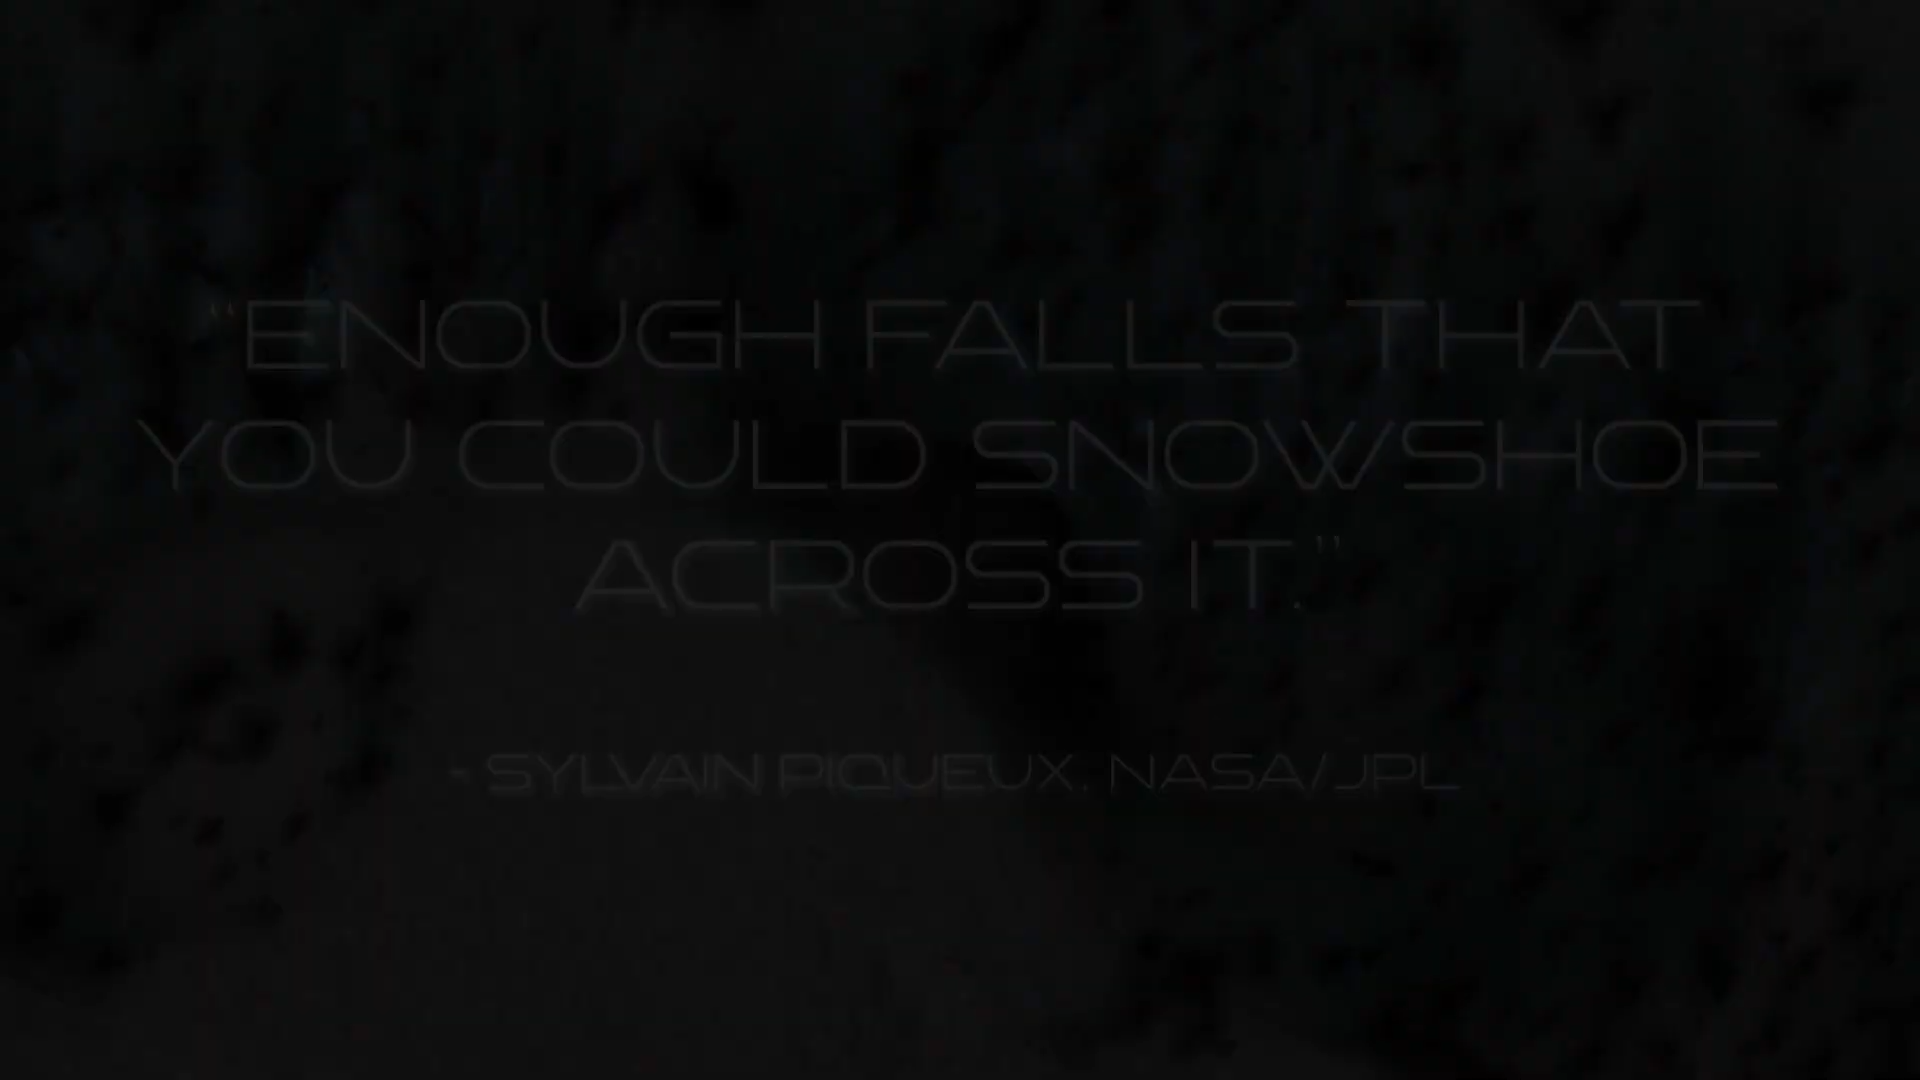 "ENOUGH FALLS THAT
YOU COULD SNOWSHOE
ACROSS IT."
- SYLVAIN PIQUEUX, NASA/JPL